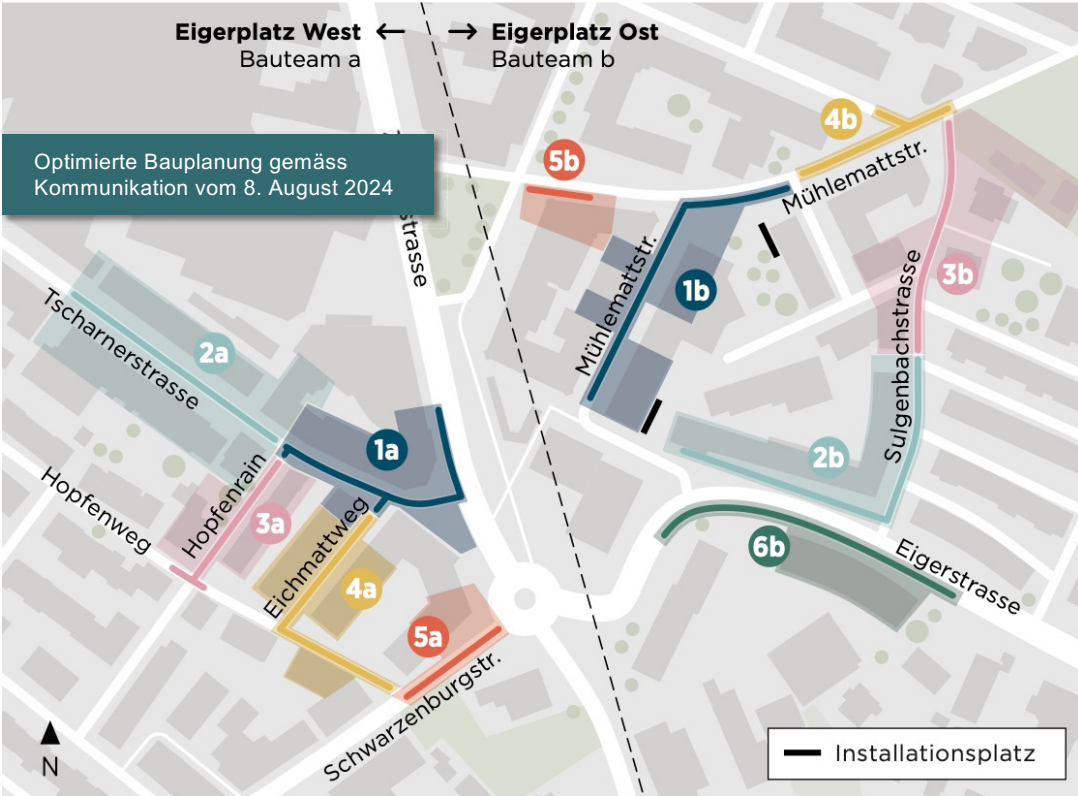 Eigerplatz West ← → Eigerplatz Ost
Bauteam a
Bauteam b
4b
Optimierte Bauplanung gemäss
Kommunikation vom 8. August 2024
5b
Mühlemattstr.
strasse
Mühlemattstr.
1b
Sulgenbachstrasse
3b
Tscharnerstrasse
2a
1a
2b
Hopfenweg
Hopfenrain
3a
Eichmattweg
4a
6b
Eigerstrasse
5a
Schwarzenburgstr.
N
Installationsplatz